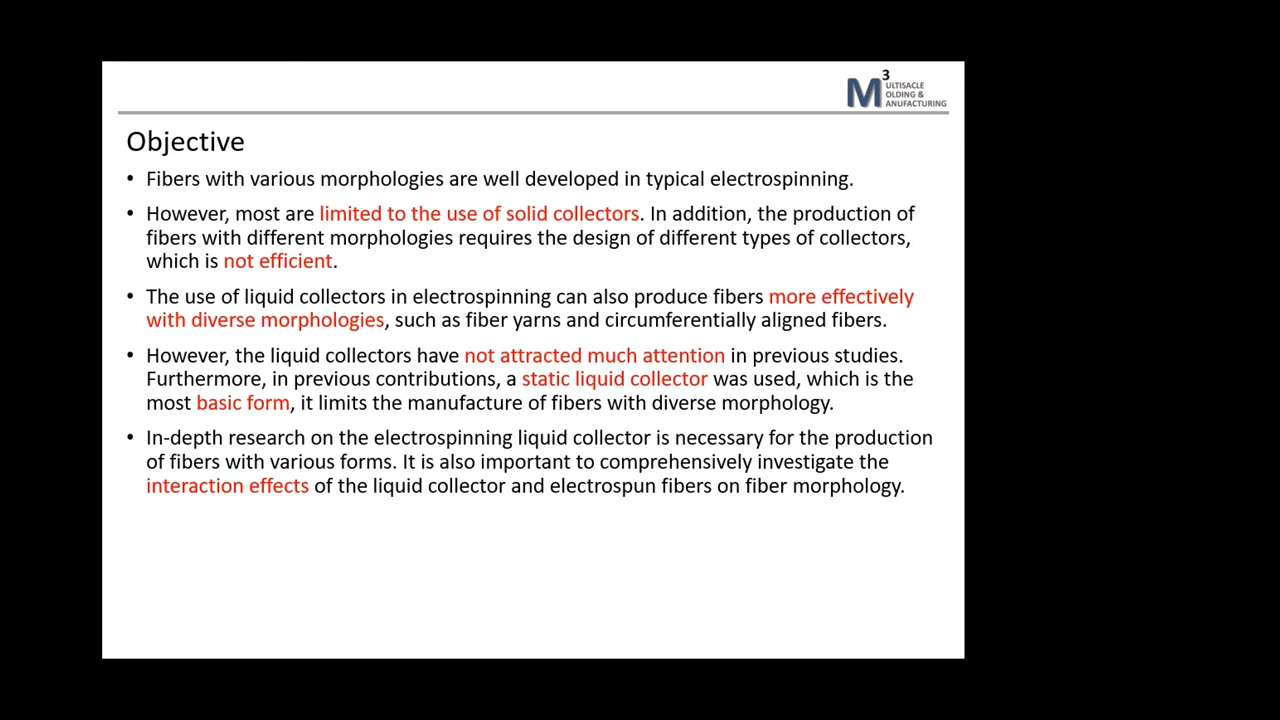 M3
ULTISACLE
OLDING &
ANUFACTURING
Objective
• Fibers with various morphologies are well developed in typical electrospinning.
• However, most are limited to the use of solid collectors. In addition, the production of
fibers with different morphologies requires the design of different types of collectors,
which is not efficient.
• The use of liquid collectors in electrospinning can also produce fibers more effectively
with diverse morphologies, such as fiber yarns and circumferentially aligned fibers.
• However, the liquid collectors have not attracted much attention in previous studies.
Furthermore, in previous contributions, a static liquid collector was used, which is the
most basic form, it limits the manufacture of fibers with diverse morphology.
• In-depth research on the electrospinning liquid collector is necessary for the production
of fibers with various forms. It is also important to comprehensively investigate the
interaction effects of the liquid collector and electrospun fibers on fiber morphology.